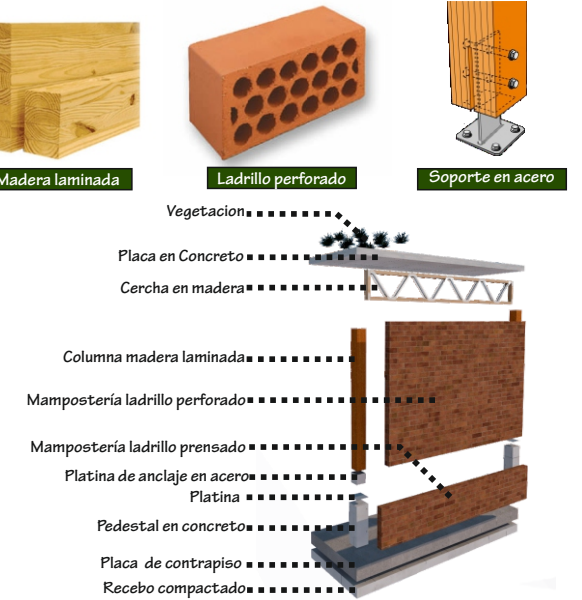 Madera laminada
Ladrillo perforado
Soporte en acero
Vegetacion
Placa en Concreto
Cercha en madera
Columna madera laminada
Mampostería ladrillo perforado
Mampostería ladrillo prensado
Platina de anclaje en acero
Platina
Pedestal en concreto
Placa de contrapiso
Recebo compactado